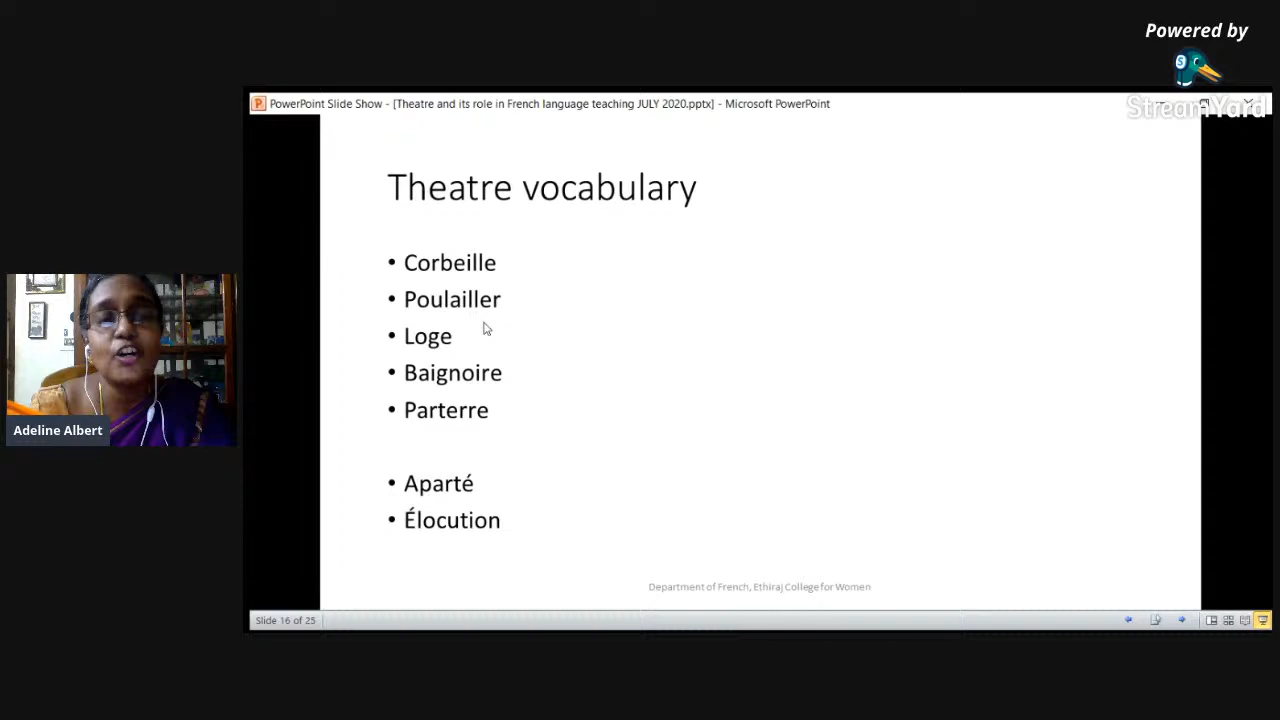 Powered by
StreamYard
PowerPoint Slide Show - [Theatre and its role in French language teaching JULY 2020.pptx] - Microsoft PowerPoint
Theatre vocabulary
• Corbeille
• Poulailler
• Loge
• Baignoire
• Parterre
• Aparté
• Élocution
Adeline Albert
Department of French, Ethiraj College for Women
Slide 16 of 25